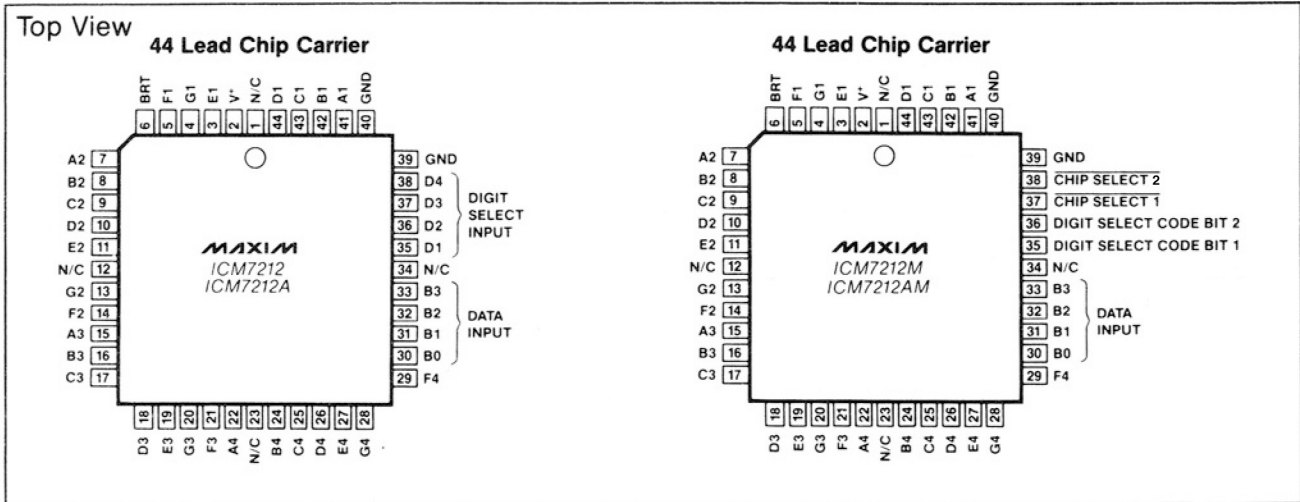 Top View
44 Lead Chip Carrier
BRT F1 G1 E1 V+ N/C D1 C1 B1 A1 GND
6 5 4 3 2 1 44 43 42 41 40
A2 7
B2 8
C2 9
D2 10
E2 11
N/C 12
G2 13
F2 14
A3 15
B3 16
C3 17
MAXIM
ICM7212
ICM7212A
39 GND
38 D4
37 D3
36 D2
35 D1
DIGIT
SELECT
INPUT
34 N/C
33 B3
32 B2
31 B1
30 B0
DATA
INPUT
29 F4
18 19 20 21 22 23 24 25 26 27 28
D3 E3 G3 F3 A4 N/C B4 C4 D4 E4 G4
44 Lead Chip Carrier
BRT F1 G1 E1 V+ N/C D1 C1 B1 A1 GND
6 5 4 3 2 1 44 43 42 41 40
A2 7
B2 8
C2 9
D2 10
E2 11
N/C 12
G2 13
F2 14
A3 15
B3 16
C3 17
MAXIM
ICM7212M
ICM7212AM
39 GND
38 CHIP SELECT 2
37 CHIP SELECT 1
36 DIGIT SELECT CODE BIT 2
35 DIGIT SELECT CODE BIT 1
34 N/C
33 B3
32 B2
31 B1
30 B0
DATA
INPUT
29 F4
18 19 20 21 22 23 24 25 26 27 28
D3 E3 G3 F3 A4 N/C B4 C4 D4 E4 G4